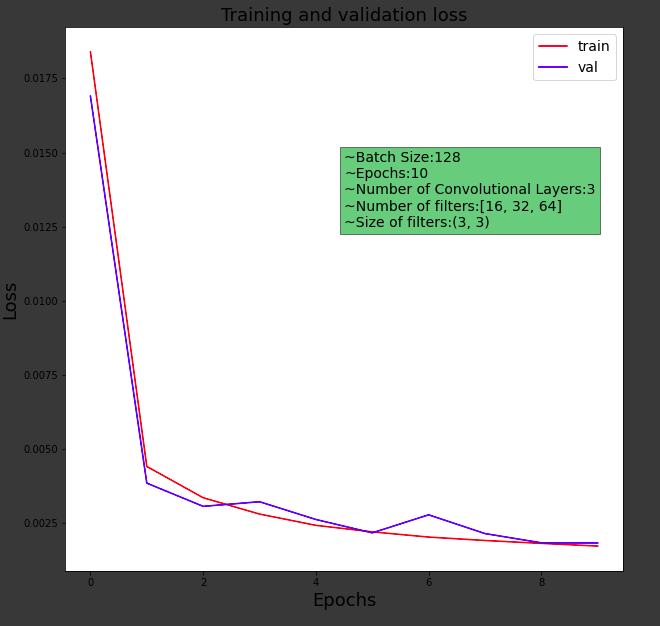 Training and validation loss
train
val
~Batch Size:128
~Epochs:10
~Number of Convolutional Layers:3
~Number of filters:[16, 32, 64]
~Size of filters:(3, 3)
0.0175
0.0150
0.0125
0.0100
0.0075
0.0050
0.0025
Loss
0 2 4 6 8
Epochs